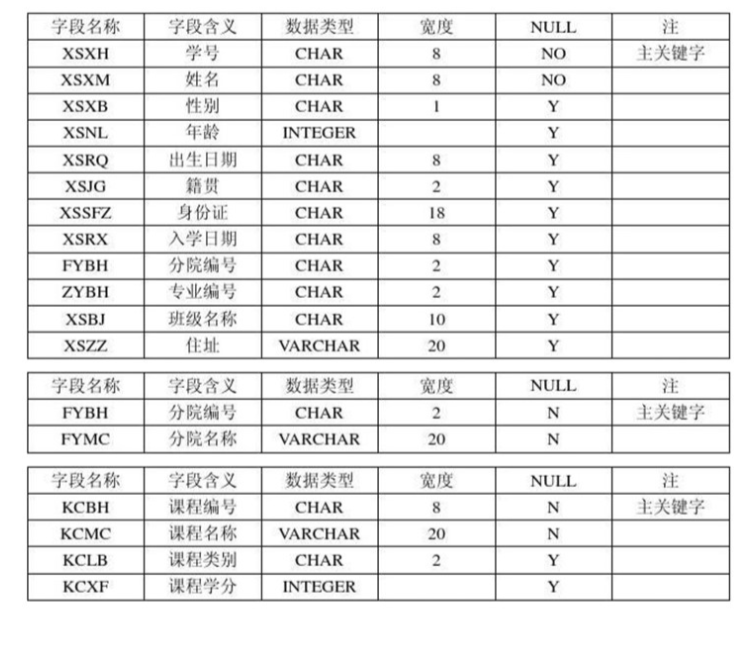 字段名称 字段含义 数据类型 宽度 NULL 注
XSXH 学号 CHAR 8 NO 主关键字
XSXM 姓名 CHAR 8 NO
XSXB 性别 CHAR 1 Y
XSNL 年龄 INTEGER Y
XSRQ 出生日期 CHAR 8 Y
XSJG 籍贯 CHAR 2 Y
XSSFZ 身份证 CHAR 18 Y
XSRX 入学日期 CHAR 8 Y
FYBH 分院编号 CHAR 2 Y
ZYBH 专业编号 CHAR 2 Y
XSBJ 班级名称 CHAR 10 Y
XSZZ 住址 VARCHAR 20 Y
字段名称 字段含义 数据类型 宽度 NULL 注
FYBH 分院编号 CHAR 2 N 主关键字
FYMC 分院名称 VARCHAR 20 N
字段名称 字段含义 数据类型 宽度 NULL 注
KCBH 课程编号 CHAR 8 N 主关键字
KCMC 课程名称 VARCHAR 20 N
KCLB 课程类别 CHAR 2 Y
KCXF 课程学分 INTEGER Y